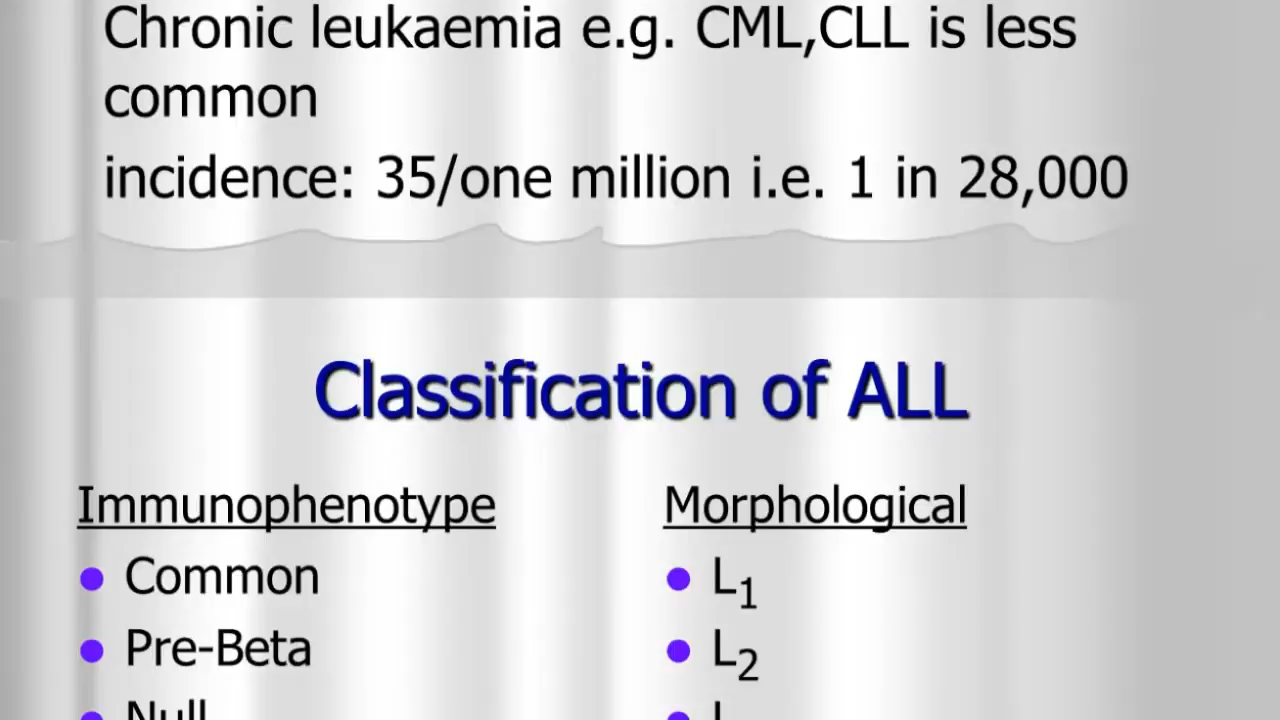 Chronic leukaemia e.g. CML,CLL is less
common
incidence: 35/one million i.e. 1 in 28,000
Classification of ALL
Immunophenotype
Common
Pre-Beta
Null
Morphological
L1
L2
L